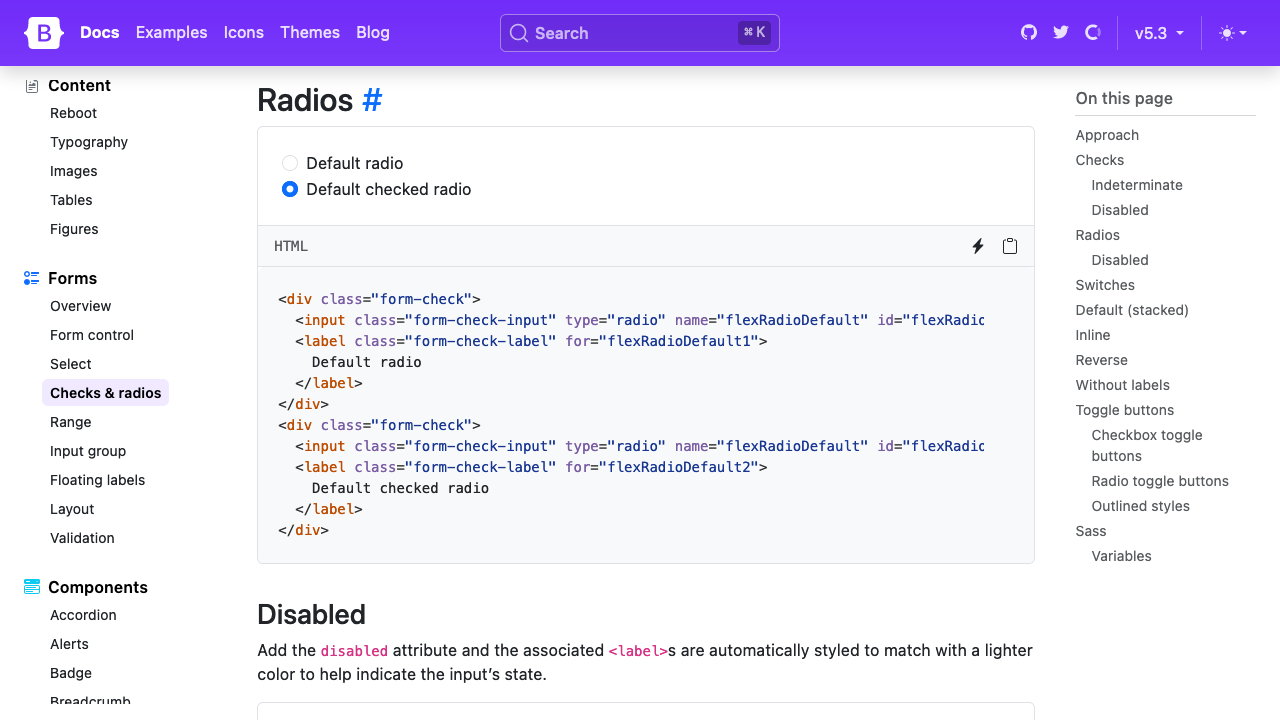 B
Docs
Examples
Icons
Themes
Blog
Search
⌘ K
v5.3
Content
Reboot
Typography
Images
Tables
Figures
Forms
Overview
Form control
Select
Checks & radios
Range
Input group
Floating labels
Layout
Validation
Components
Accordion
Alerts
Badge
Breadcrumb
Radios #
Default radio
Default checked radio
HTML
<div class="form-check">
  <input class="form-check-input" type="radio" name="flexRadioDefault" id="flexRadio
  <label class="form-check-label" for="flexRadioDefault1">
    Default radio
  </label>
</div>
<div class="form-check">
  <input class="form-check-input" type="radio" name="flexRadioDefault" id="flexRadio
  <label class="form-check-label" for="flexRadioDefault2">
    Default checked radio
  </label>
</div>
Disabled
Add the disabled attribute and the associated <label>s are automatically styled to match with a lighter
color to help indicate the input’s state.
On this page
Approach
Checks
Indeterminate
Disabled
Radios
Disabled
Switches
Default (stacked)
Inline
Reverse
Without labels
Toggle buttons
Checkbox toggle
buttons
Radio toggle buttons
Outlined styles
Sass
Variables